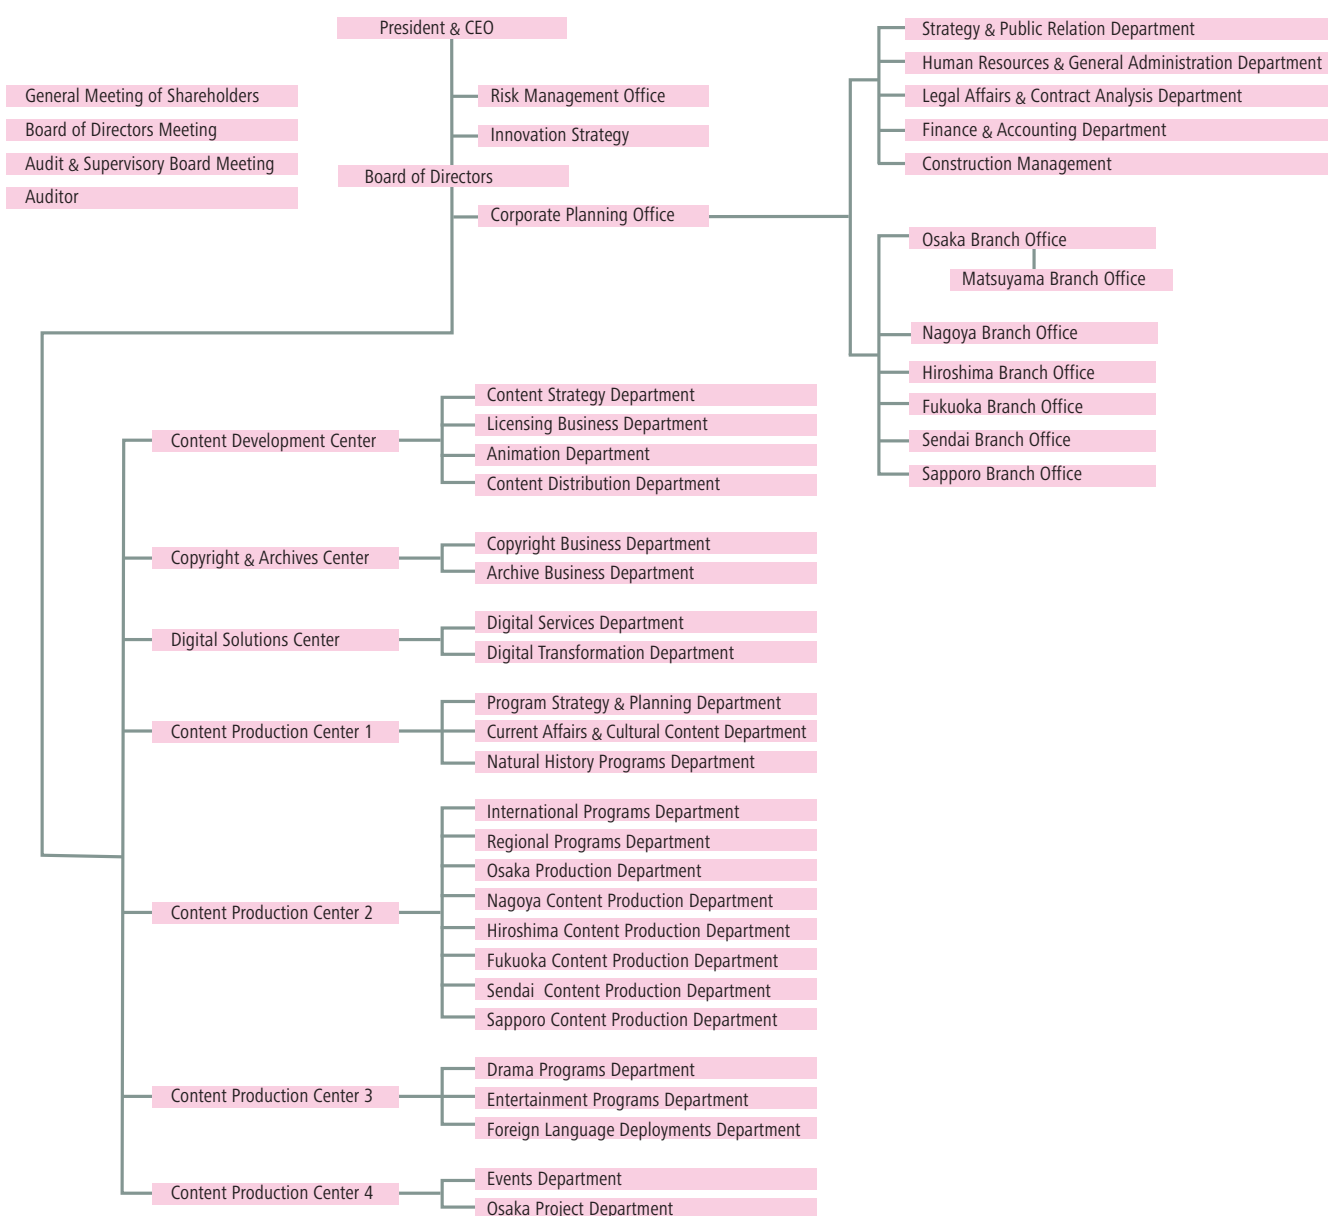 President & CEO
General Meeting of Shareholders
Board of Directors Meeting
Audit & Supervisory Board Meeting
Auditor
Risk Management Office
Innovation Strategy
Board of Directors
Corporate Planning Office
Strategy & Public Relation Department
Human Resources & General Administration Department
Legal Affairs & Contract Analysis Department
Finance & Accounting Department
Construction Management
Osaka Branch Office
Matsuyama Branch Office
Nagoya Branch Office
Hiroshima Branch Office
Fukuoka Branch Office
Sendai Branch Office
Sapporo Branch Office
Content Development Center
Content Strategy Department
Licensing Business Department
Animation Department
Content Distribution Department
Copyright & Archives Center
Copyright Business Department
Archive Business Department
Digital Solutions Center
Digital Services Department
Digital Transformation Department
Content Production Center 1
Program Strategy & Planning Department
Current Affairs & Cultural Content Department
Natural History Programs Department
Content Production Center 2
International Programs Department
Regional Programs Department
Osaka Production Department
Nagoya Content Production Department
Hiroshima Content Production Department
Fukuoka Content Production Department
Sendai  Content Production Department
Sapporo Content Production Department
Content Production Center 3
Drama Programs Department
Entertainment Programs Department
Foreign Language Deployments Department
Content Production Center 4
Events Department
Osaka Project Department